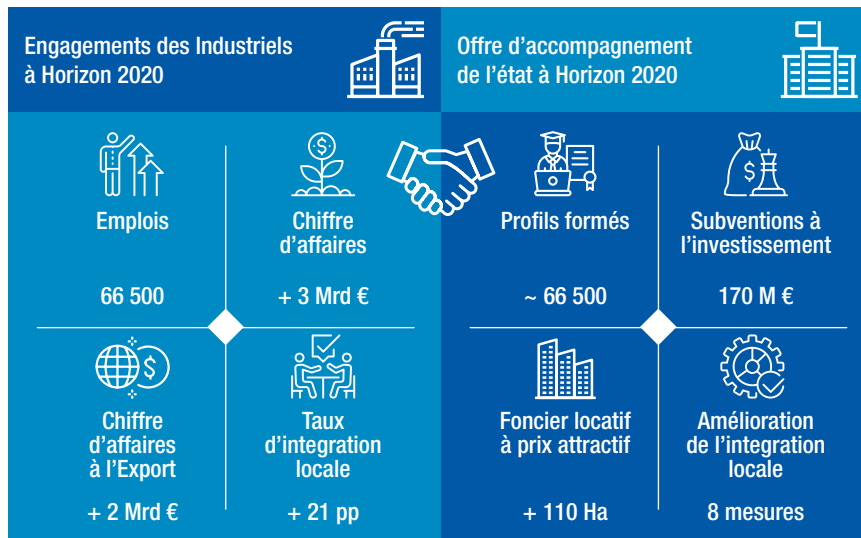 Engagements des Industriels
à Horizon 2020
Offre d'accompagnement
de l'état à Horizon 2020
Emplois
66 500
Chiffre
d'affaires
+ 3 Mrd €
Chiffre
d'affaires
à l'Export
+ 2 Mrd €
Taux
d'integration
locale
+ 21 pp
Profils formés
~ 66 500
Subventions à
l'investissement
170 M €
Foncier locatif
à prix attractif
+ 110 Ha
Amélioration
de l'integration
locale
8 mesures